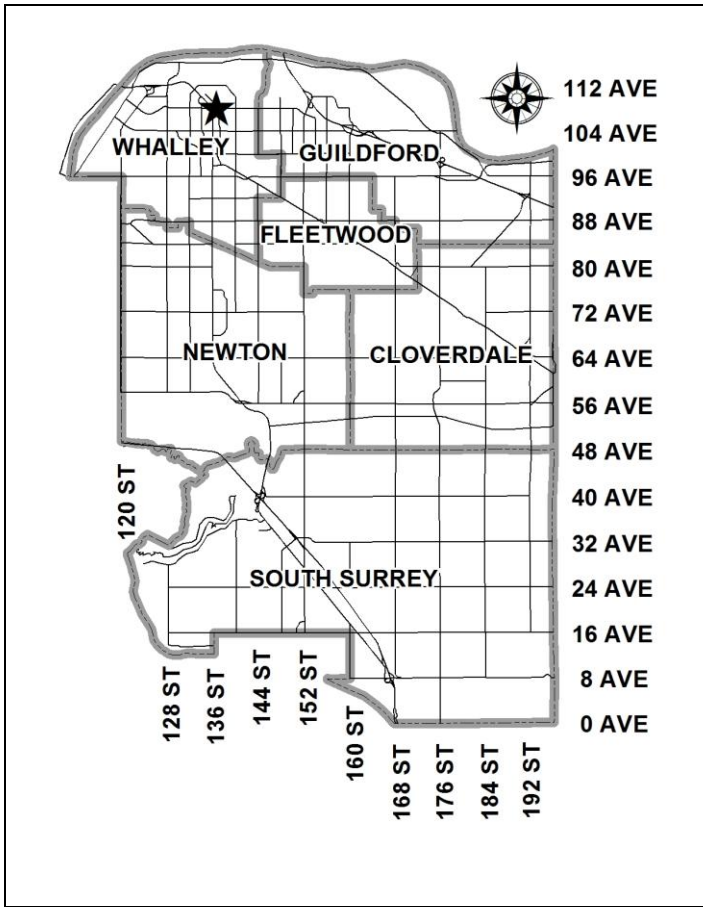 112 AVE
104 AVE
WHALLEY
GUILDFORD
96 AVE
88 AVE
FLEETWOOD
80 AVE
72 AVE
NEWTON
CLOVERDALE
64 AVE
56 AVE
48 AVE
120 ST
40 AVE
32 AVE
SOUTH SURREY
24 AVE
16 AVE
8 AVE
0 AVE
128 ST
136 ST
144 ST
152 ST
160 ST
168 ST
176 ST
184 ST
192 ST